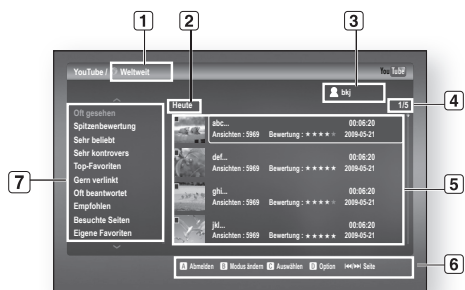 1
2
3
YouTube / Weltweit
You Tube
bkj
Heute
1/5
4
Oft gesehen
Spitzenbewertung
Sehr beliebt
Sehr kontrovers
Top-Favoriten
Gern verlinkt
Oft beantwortet
Empfohlen
Besuchte Seiten
Eigene Favoriten
7
abc... 00:06:20
Ansichten : 5969 Bewertung : ★★★★★ 2009-05-21
def... 00:06:20
Ansichten : 5969 Bewertung : ★★★★★ 2009-05-21
ghi... 00:06:20
Ansichten : 5969 Bewertung : ★★★★★ 2009-05-21
jkl... 00:06:20
Ansichten : 5969 Bewertung : ★★★★★ 2009-05-21
5
A Abmelden B Modus ändern C Auswählen D Option ⏮/⏭ Seite
6